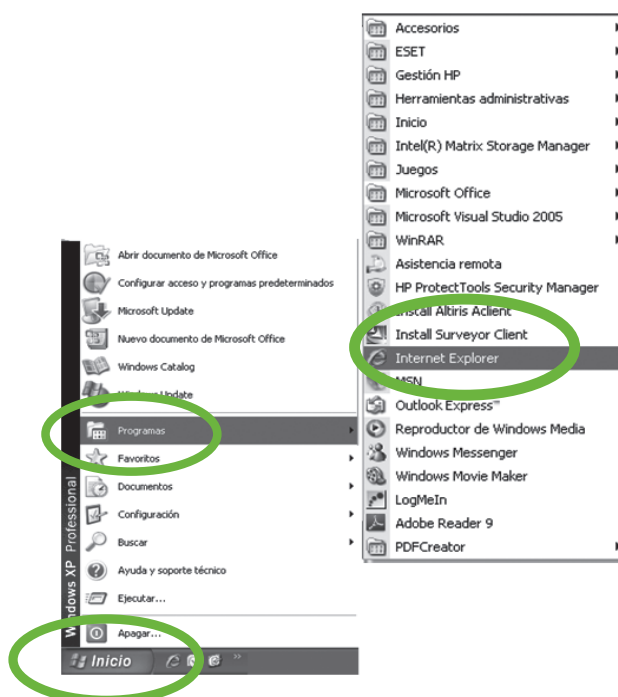 Accesorios
ESET
Gestión HP
Herramientas administrativas
Inicio
Intel(R) Matrix Storage Manager
Juegos
Microsoft Office
Microsoft Visual Studio 2005
WinRAR
Asistencia remota
HP ProtectTools Security Manager
Install Altiris Aclient
Install Surveyor Client
Internet Explorer
MSN
Outlook Express™
Reproductor de Windows Media
Windows Messenger
Windows Movie Maker
LogMeIn
Adobe Reader 9
PDFCreator
Abrir documento de Microsoft Office
Configurar acceso y programas predeterminados
Microsoft Update
Nuevo documento de Microsoft Office
Windows Catalog
Windows Update
Programas
Favoritos
Documentos
Configuración
Buscar
Ayuda y soporte técnico
Ejecutar...
Apagar...
Windows XP Professional
Inicio